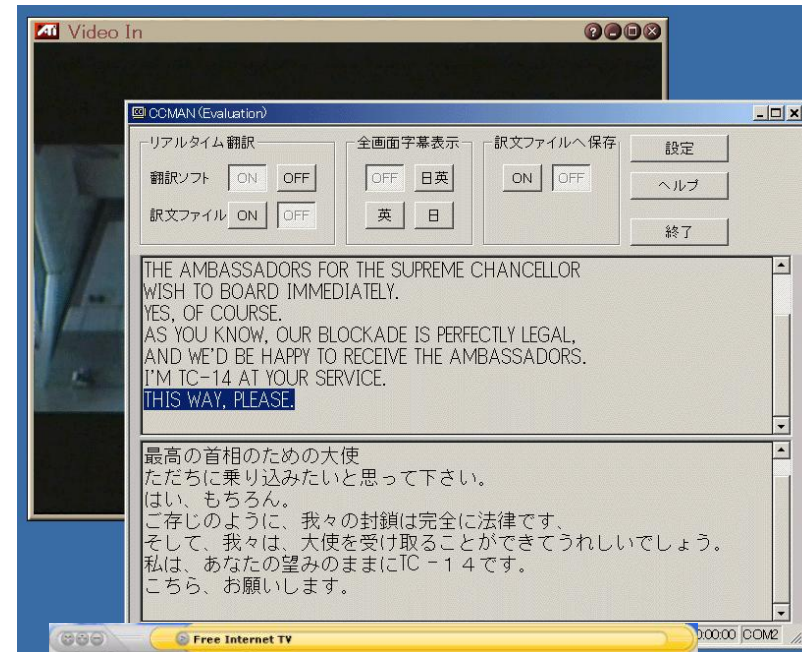 ATI Video In
CCMAN (Evaluation)
リアルタイム翻訳
翻訳ソフト ON OFF
訳文ファイル ON OFF
全画面字幕表示
OFF 日英
英 日
訳文ファイルへ保存
ON OFF
設定
ヘルプ
終了
THE AMBASSADORS FOR THE SUPREME CHANCELLOR
WISH TO BOARD IMMEDIATELY.
YES, OF COURSE.
AS YOU KNOW, OUR BLOCKADE IS PERFECTLY LEGAL,
AND WE'D BE HAPPY TO RECEIVE THE AMBASSADORS.
I'M TC-14 AT YOUR SERVICE.
THIS WAY, PLEASE.
最高の首相のための大使
ただちに乗り込みたいと思って下さい。
はい、もちろん。
ご存じのように、我々の封鎖は完全に法律です、
そして、我々は、大使を受け取ることができてうれしいでしょう。
私は、あなたの望みのままにTC－１４です。
こちら、お願いします。
Free Internet TV
0:00:00 COM2